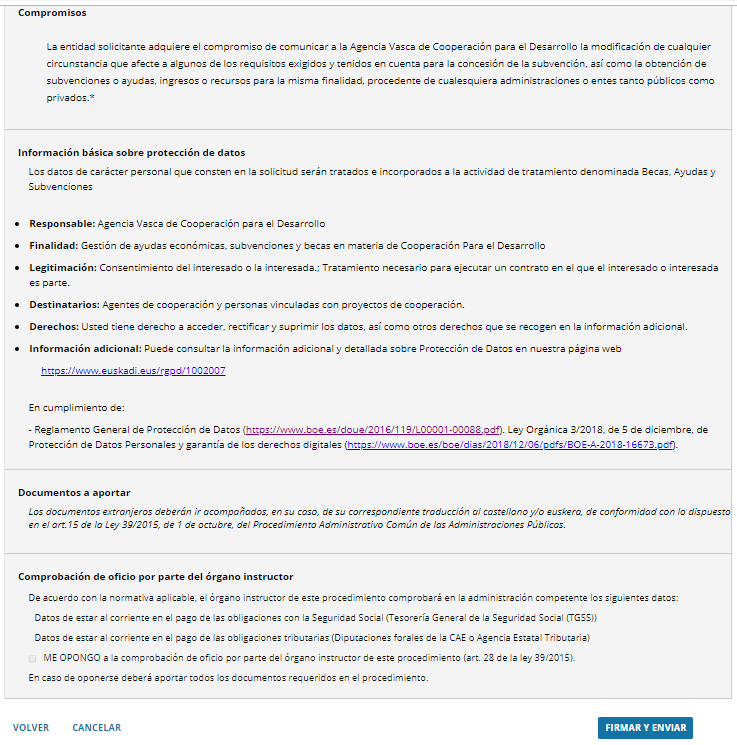 Compromisos
La entidad solicitante adquiere el compromiso de comunicar a la Agencia Vasca de Cooperación para el Desarrollo la modificación de cualquier
circunstancia que afecte a algunos de los requisitos exigidos y tenidos en cuenta para la concesión de la subvención, así como la obtención de
subvenciones o ayudas, ingresos o recursos para la misma finalidad, procedente de cualesquiera administraciones o entes tanto públicos como
privados.*
Información básica sobre protección de datos
Los datos de carácter personal que consten en la solicitud serán tratados e incorporados a la actividad de tratamiento denominada Becas, Ayudas y
Subvenciones
• Responsable: Agencia Vasca de Cooperación para el Desarrollo
• Finalidad: Gestión de ayudas económicas, subvenciones y becas en materia de Cooperación Para el Desarrollo
• Legitimación: Consentimiento del interesado o la interesada.; Tratamiento necesario para ejecutar un contrato en el que el interesado o interesada
es parte.
• Destinatarios: Agentes de cooperación y personas vinculadas con proyectos de cooperación.
• Derechos: Usted tiene derecho a acceder, rectificar y suprimir los datos, así como otros derechos que se recogen en la información adicional.
• Información adicional: Puede consultar la información adicional y detallada sobre Protección de Datos en nuestra página web
https://www.euskadi.eus/rgpd/1002007
En cumplimiento de:
- Reglamento General de Protección de Datos (https://www.boe.es/doue/2016/119/L00001-00088.pdf). Ley Orgánica 3/2018, de 5 de diciembre, de
Protección de Datos Personales y garantía de los derechos digitales (https://www.boe.es/boe/dias/2018/12/06/pdfs/BOE-A-2018-16673.pdf).
Documentos a aportar
Los documentos extranjeros deberán ir acompañados, en su caso, de su correspondiente traducción al castellano y/o euskera, de conformidad con lo dispuesto
en el art.15 de la Ley 39/2015, de 1 de octubre, del Procedimiento Administrativo Común de las Administraciones Públicas.
Comprobación de oficio por parte del órgano instructor
De acuerdo con la normativa aplicable, el órgano instructor de este procedimiento comprobará en la administración competente los siguientes datos:
Datos de estar al corriente en el pago de las obligaciones con la Seguridad Social (Tesorería General de la Seguridad Social (TGSS))
Datos de estar al corriente en el pago de las obligaciones tributarias (Diputaciones forales de la CAE o Agencia Estatal Tributaria)
ME OPONGO a la comprobación de oficio por parte del órgano instructor de este procedimiento (art. 28 de la ley 39/2015).
En caso de oponerse deberá aportar todos los documentos requeridos en el procedimiento.
VOLVER CANCELAR FIRMAR Y ENVIAR